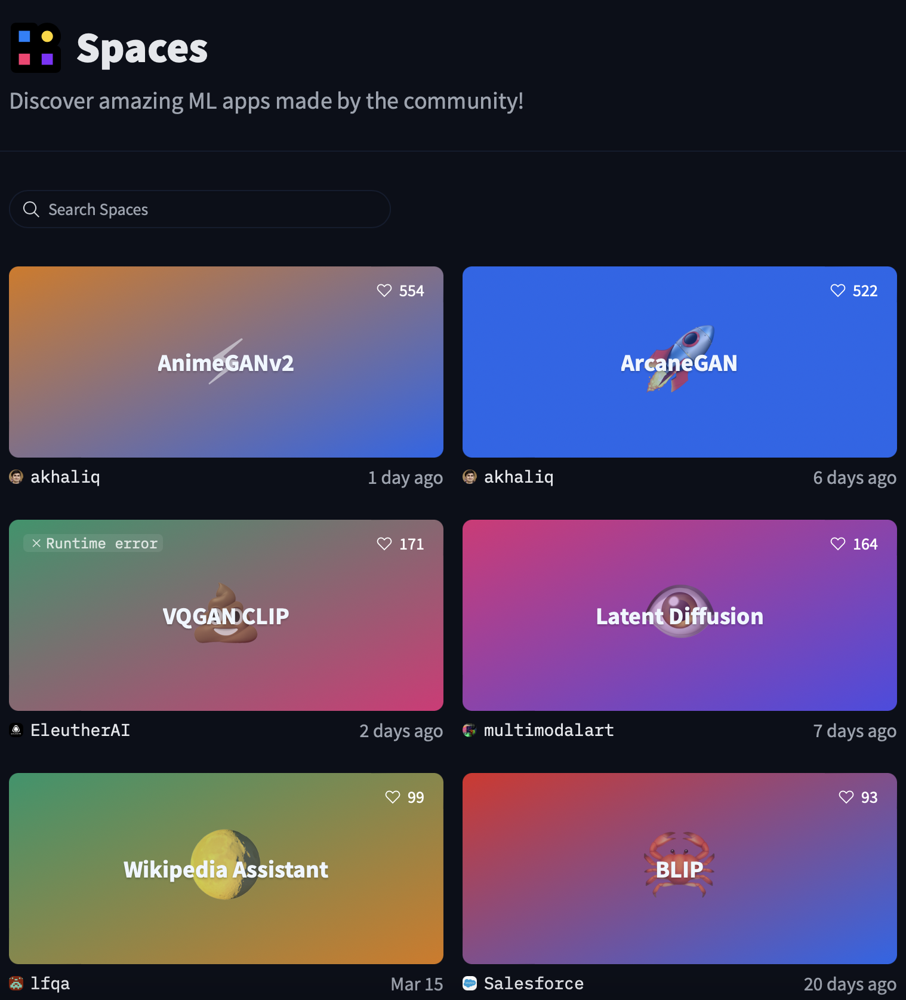 Spaces
Discover amazing ML apps made by the community!
Search Spaces
554
AnimeGANv2
akhaliq
1 day ago
522
ArcaneGAN
akhaliq
6 days ago
Runtime error
171
VQGAN CLIP
EleutherAI
2 days ago
164
Latent Diffusion
multimodalart
7 days ago
99
Wikipedia Assistant
lfqa
Mar 15
93
BLIP
Salesforce
20 days ago